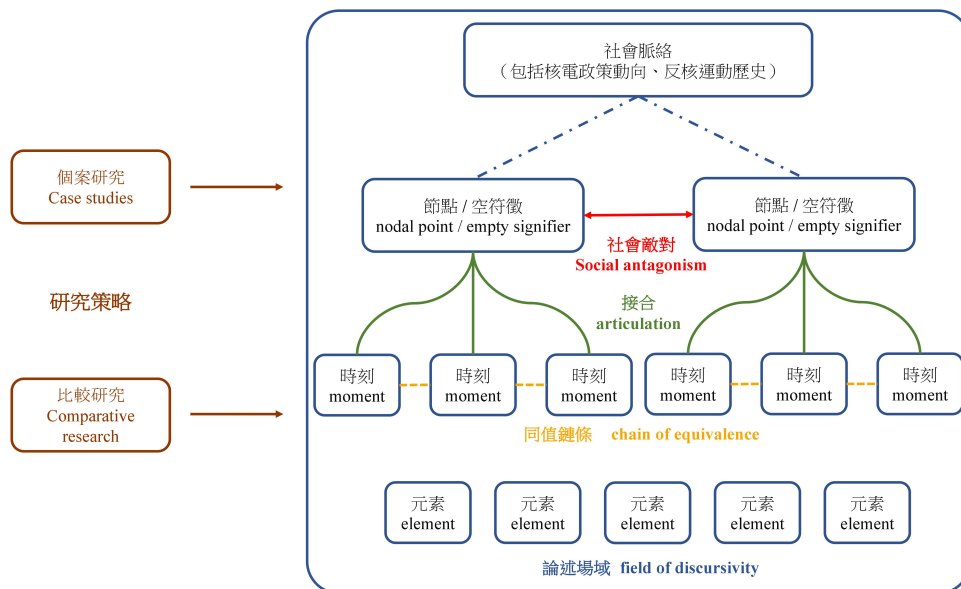 社會脈絡
（包括核電政策動向、反核運動歷史）
個案研究
Case studies
節點 / 空符徵
nodal point / empty signifier
節點 / 空符徵
nodal point / empty signifier
社會敵對
Social antagonism
研究策略
接合
articulation
時刻
moment
時刻
moment
時刻
moment
時刻
moment
時刻
moment
時刻
moment
比較研究
Comparative
research
同值鏈條 chain of equivalence
元素
element
元素
element
元素
element
元素
element
元素
element
論述場域 field of discursivity